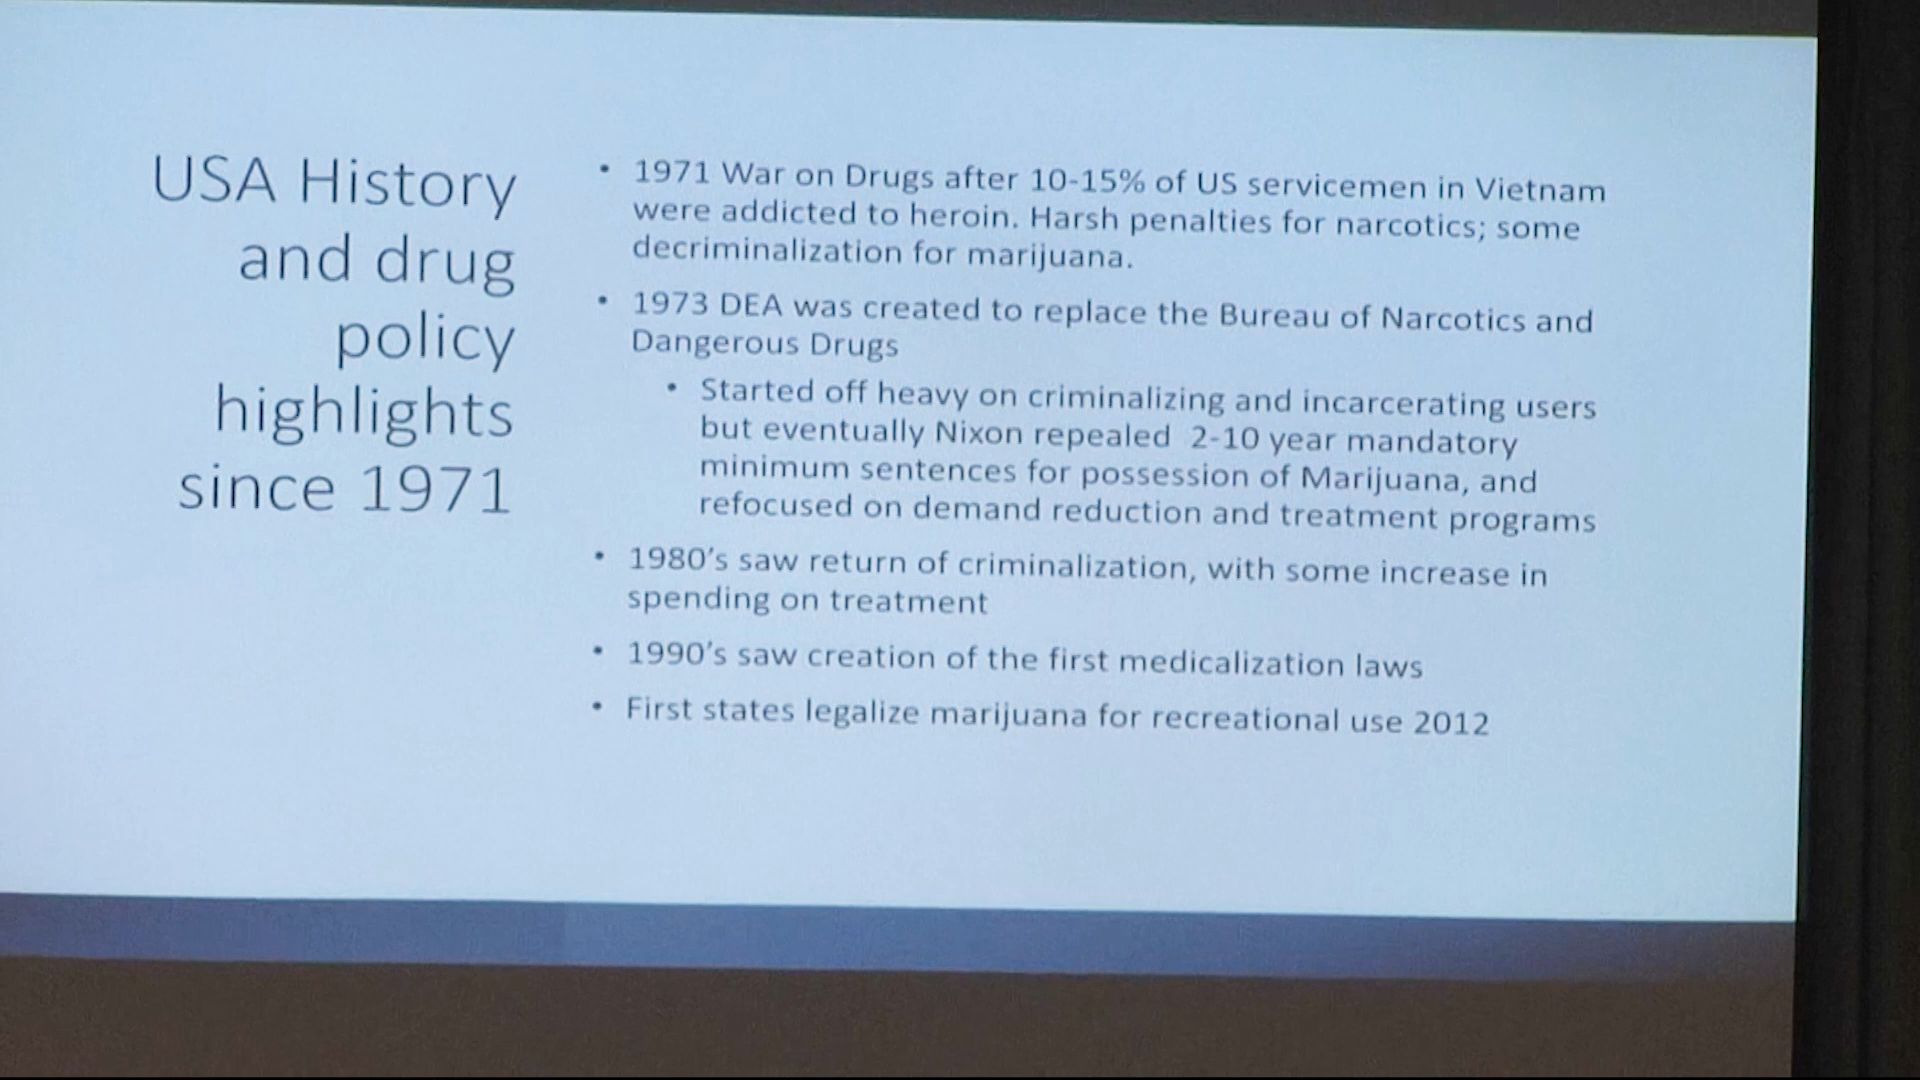 USA History
and drug
policy
highlights
since 1971
• 1971 War on Drugs after 10-15% of US servicemen in Vietnam
were addicted to heroin. Harsh penalties for narcotics; some
decriminalization for marijuana.
• 1973 DEA was created to replace the Bureau of Narcotics and
Dangerous Drugs
• Started off heavy on criminalizing and incarcerating users
but eventually Nixon repealed 2-10 year mandatory
minimum sentences for possession of Marijuana, and
refocused on demand reduction and treatment programs
• 1980's saw return of criminalization, with some increase in
spending on treatment
• 1990's saw creation of the first medicalization laws
• First states legalize marijuana for recreational use 2012